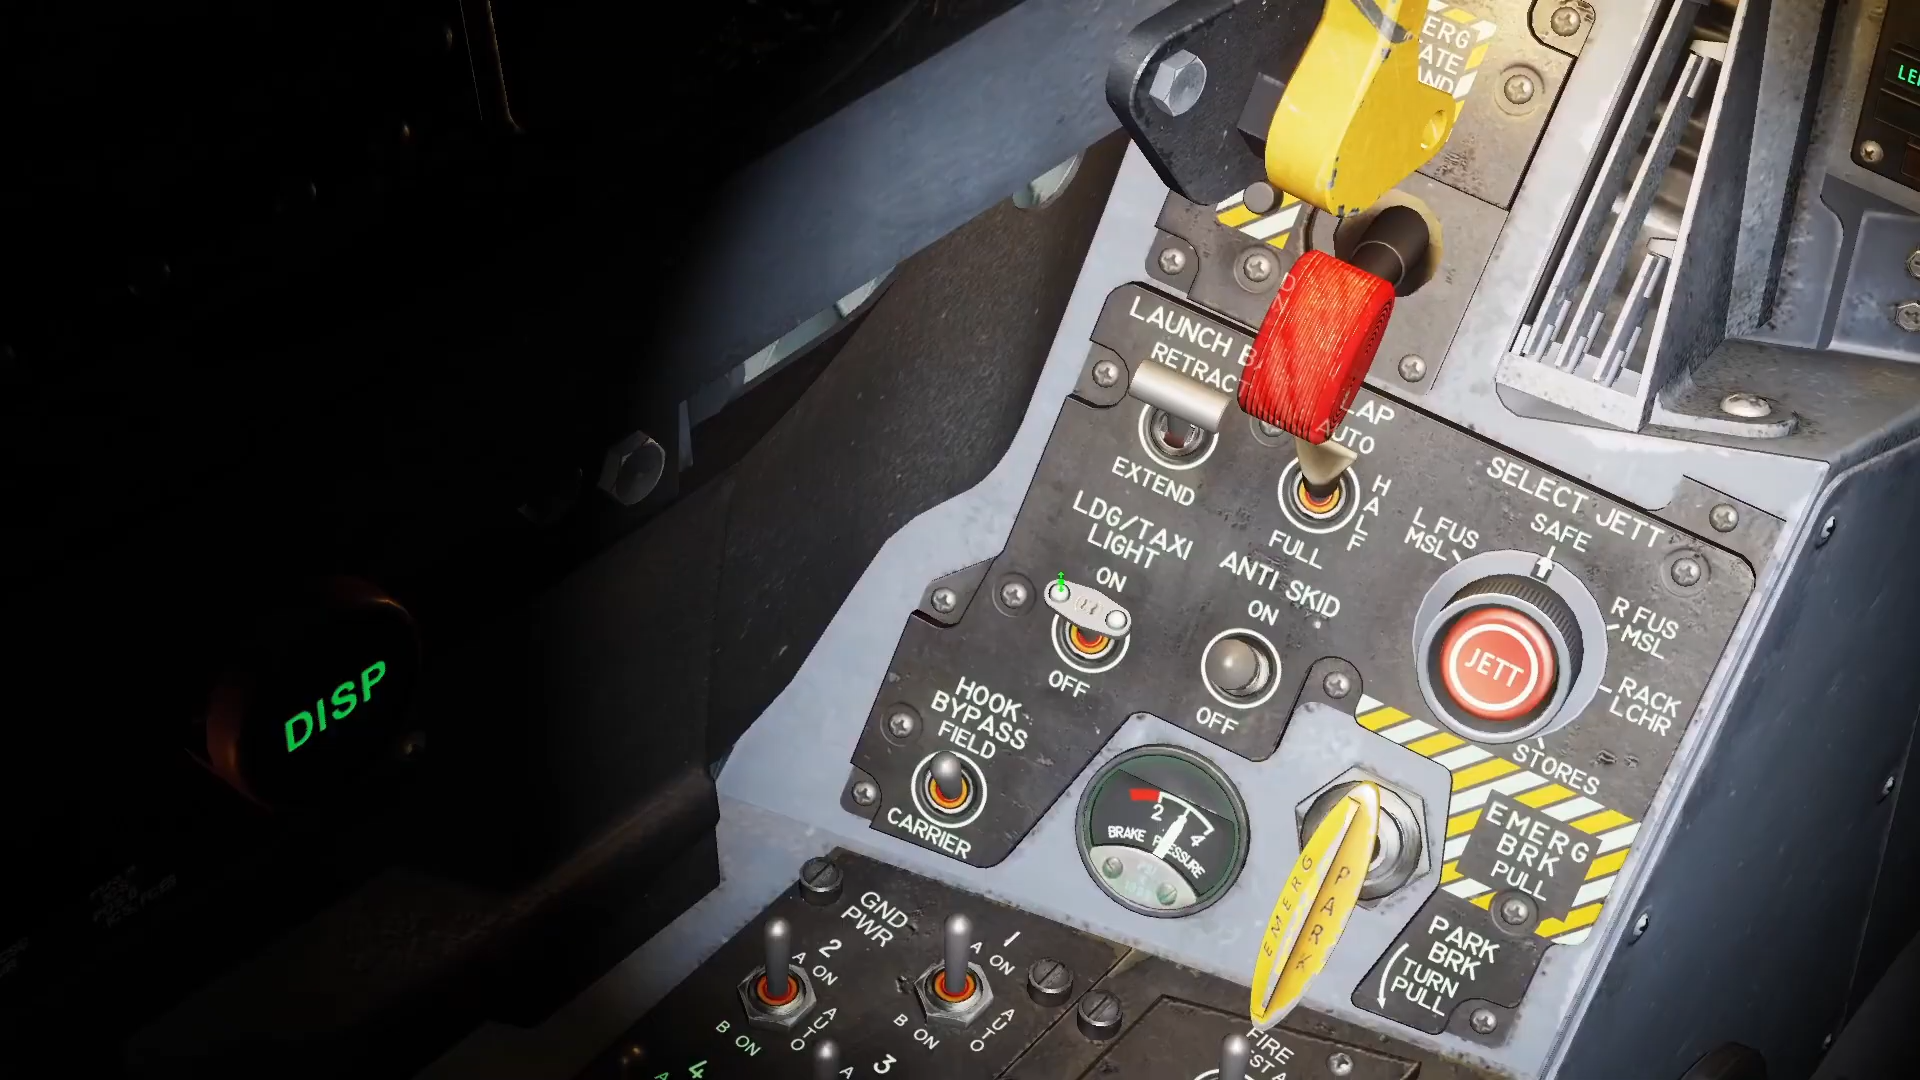 ERG
ATE
AND
LAUNCH B
RETRACT
EXTEND
LAP
AUTO
HALF
FULL
LDG/TAXI
LIGHT
ON
OFF
ANTI SKID
ON
OFF
SELECT JETT
SAFE
L FUS
MSL
R FUS
MSL
RACK
LCHR
STORES
JETT
HOOK
BYPASS
FIELD
CARRIER
2
4
BRAKE PRESSURE
EMERG
PARK
EMERG
BRK
PULL
PARK
BRK
TURN
PULL
DISP
GND
PWR
2
A ON
AUTO
B ON
1
A ON
AUTO
B ON
4
A
3
A
FIRE